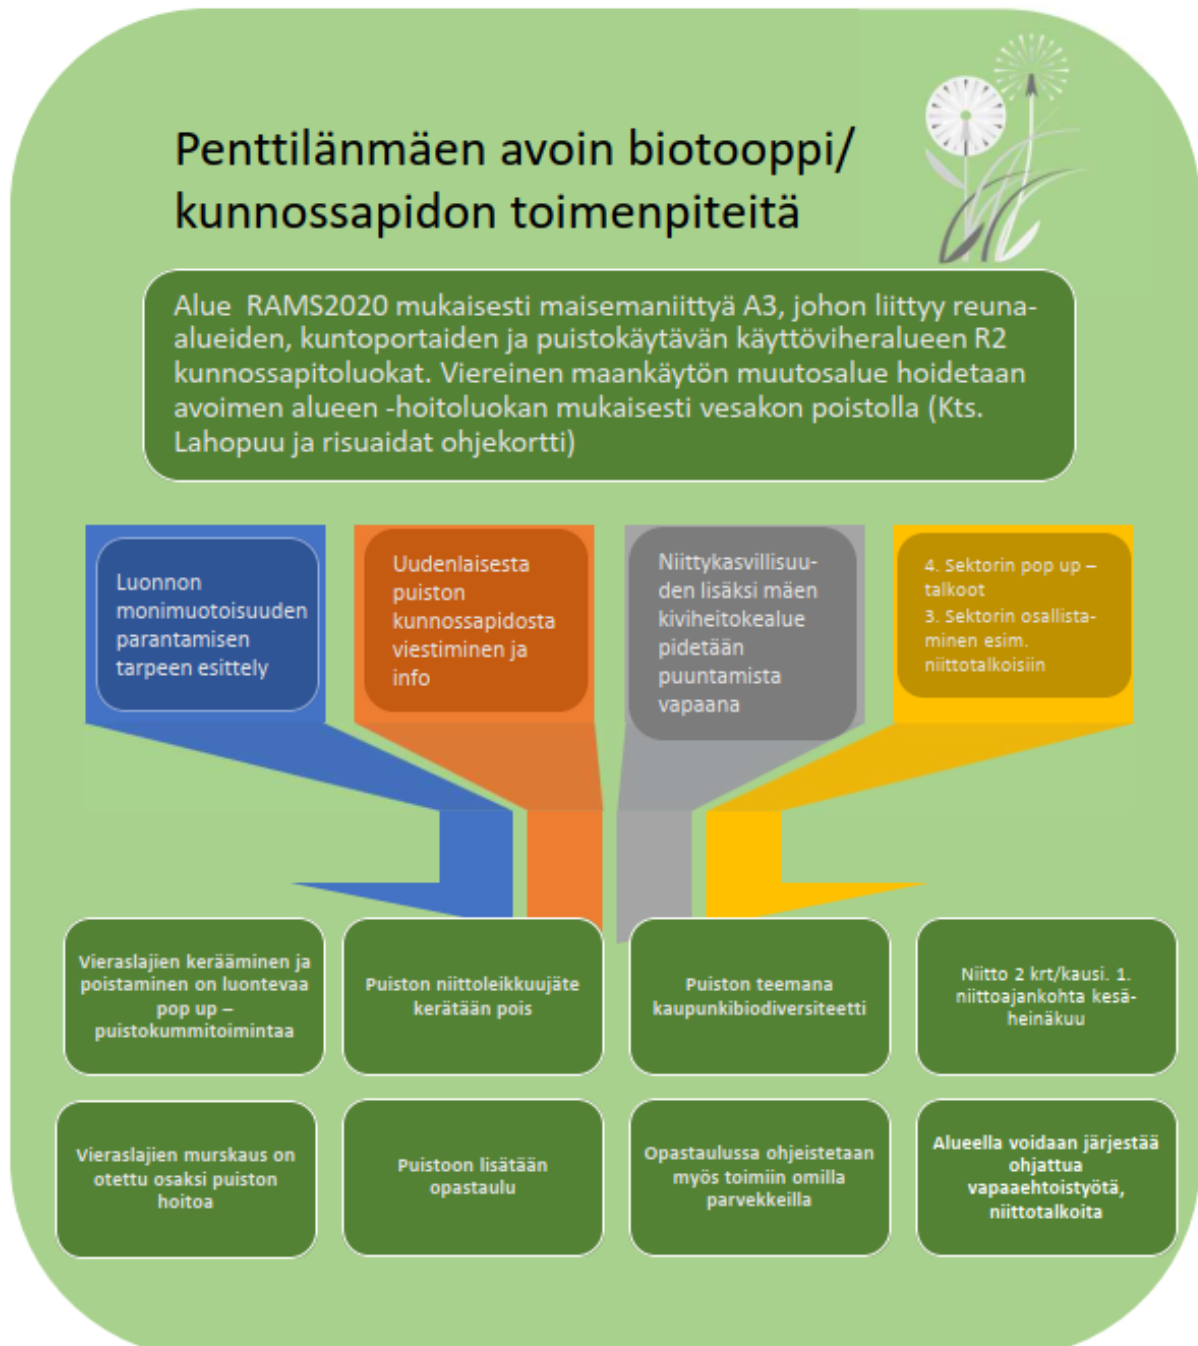 Penttilänmäen avoin biotooppi/
kunnossapidon toimenpiteitä
Alue  RAMS2020 mukaisesti maisemaniittyä A3, johon liittyy reuna-
alueiden, kuntoportaiden ja puistokäytävän käyttöviheralueen R2
kunnossapitoluokat. Viereinen maankäytön muutosalue hoidetaan
avoimen alueen -hoitoluokan mukaisesti vesakon poistolla (Kts.
Lahopuu ja risuaidat ohjekortti)
Luonnon
monimuotoisuuden
parantamisen
tarpeen esittely
Uudenlaisesta
puiston
kunnossapidosta
viestiminen ja
info
Niittykasvillisuu-
den lisäksi mäen
kiviheitokealue
pidetään
puuntamista
vapaana
4. Sektorin pop up –
talkoot
3. Sektorin osallista-
minen esim.
niittotalkoisiin
Vieraslajien kerääminen ja
poistaminen on luontevaa
pop up –
puistokummitoimintaa
Puiston niittoleikkuujäte
kerätään pois
Puiston teemana
kaupunkibiodiversiteetti
Niitto 2 krt/kausi. 1.
niittoajankohta kesä-
heinäkuu
Vieraslajien murskaus on
otettu osaksi puiston
hoitoa
Puistoon lisätään
opastaulu
Opastaulussa ohjeistetaan
myös toimiin omilla
parvekkeilla
Alueella voidaan järjestää
ohjattua
vapaaehtoistyötä,
niittotalkoita